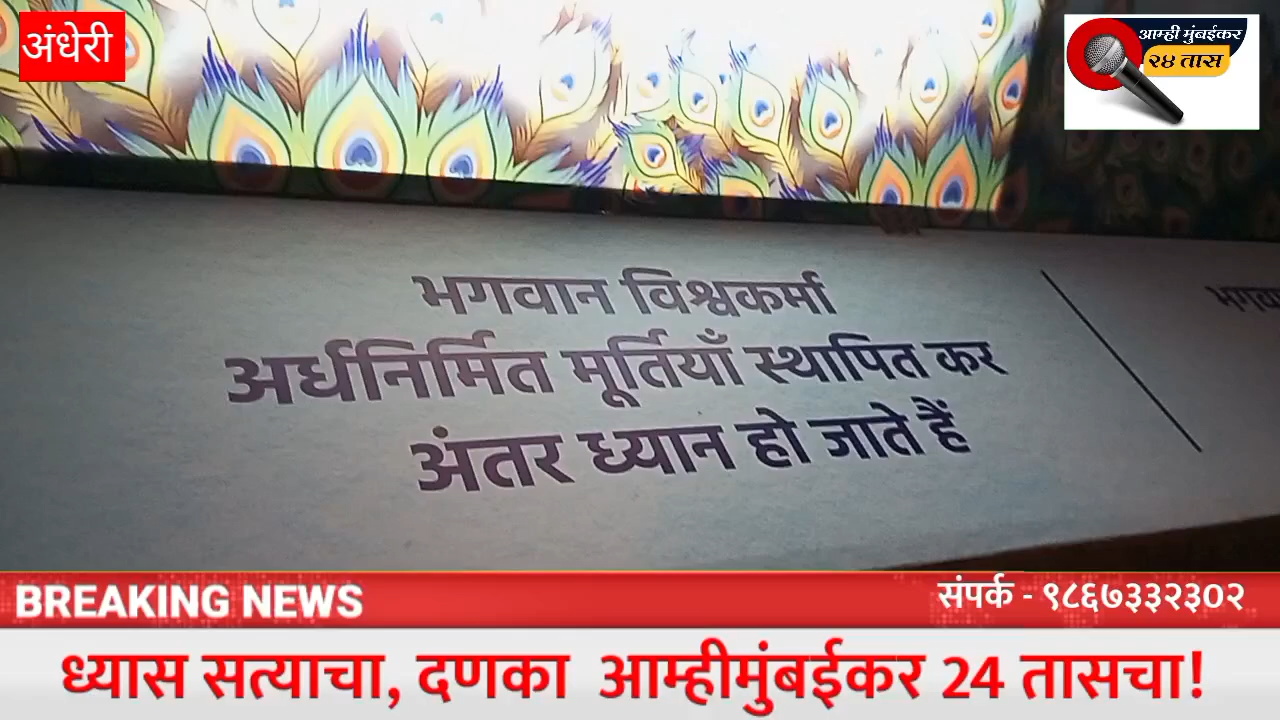 अंधेरी
आम्ही मुंबईकर
२४ तास
भगवान विश्वकर्मा
अर्धनिर्मित मूर्तियाँ स्थापित कर
अंतर ध्यान हो जाते हैं
BREAKING NEWS
संपर्क - ९८६७३३२३०२
ध्यास सत्याचा, दणका आम्हीमुंबईकर 24 तासचा!